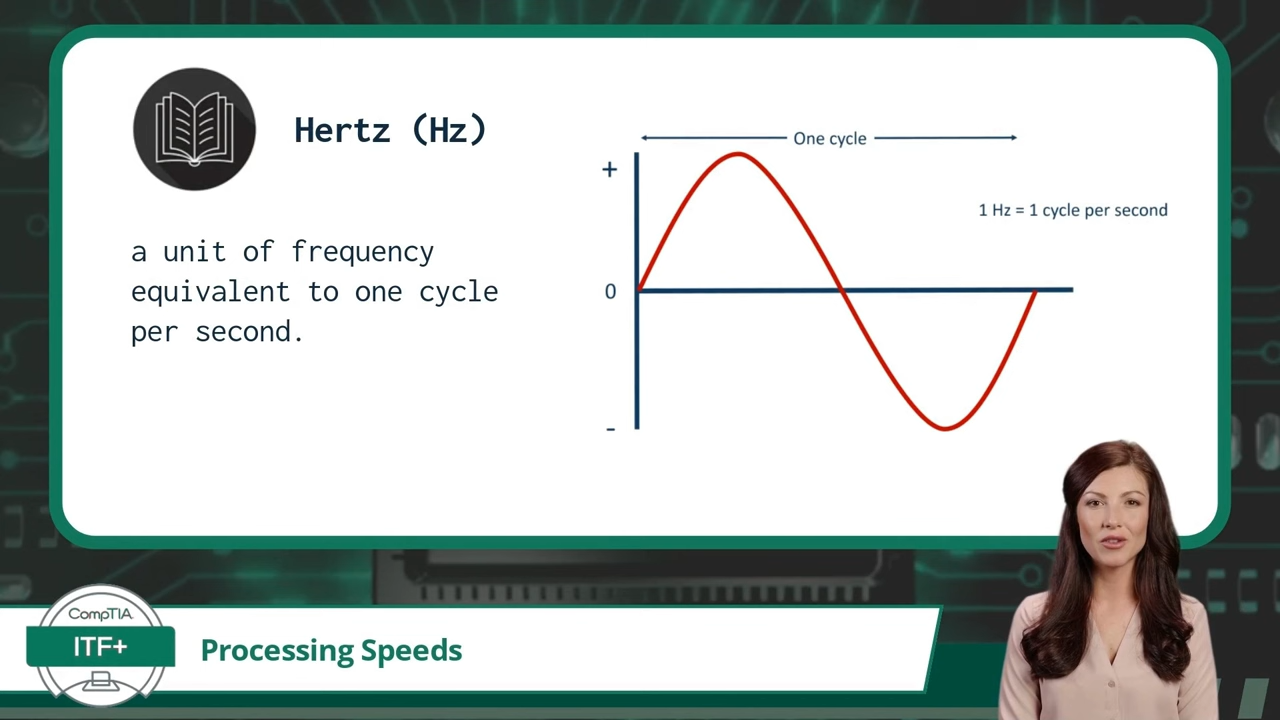 Hertz (Hz)
a unit of frequency
equivalent to one cycle
per second.
One cycle
+
1 Hz = 1 cycle per second
0
-
CompTIA.
ITF+
Processing Speeds